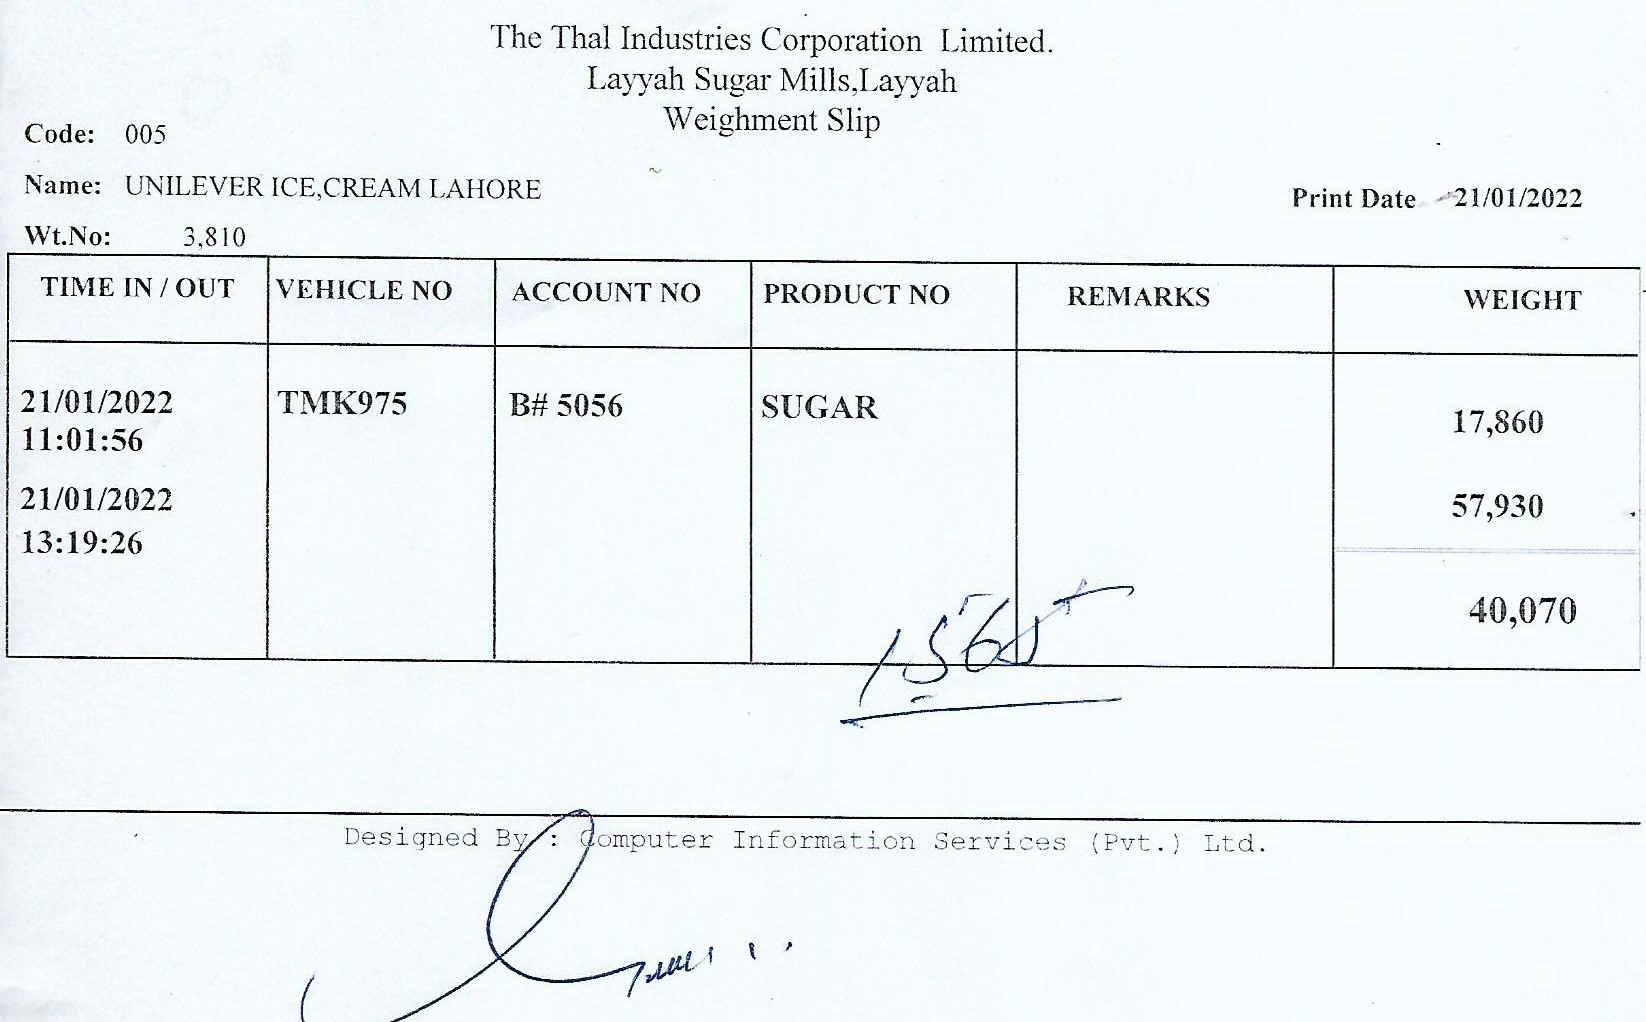 The Thal Industries Corporation Limited.
Layyah Sugar Mills,Layyah
Weighment Slip
Code: 005
Name: UNILEVER ICE,CREAM LAHORE
Print Date 21/01/2022
Wt.No: 3,810
TIME IN / OUT VEHICLE NO ACCOUNT NO PRODUCT NO REMARKS WEIGHT
21/01/2022 TMK975 B# 5056 SUGAR 17,860
11:01:56
21/01/2022 57,930
13:19:26
40,070
1565
Designed By : Computer Information Services (Pvt.) Ltd.